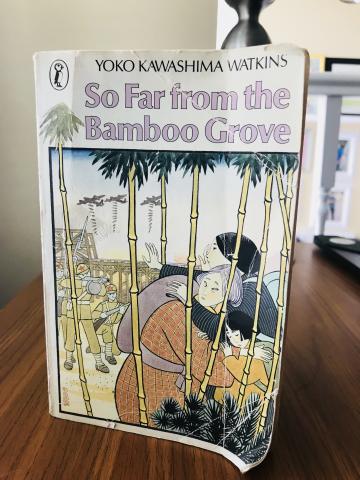 YOKO KAWASHIMA WATKINS
So Far from the
Bamboo Grove